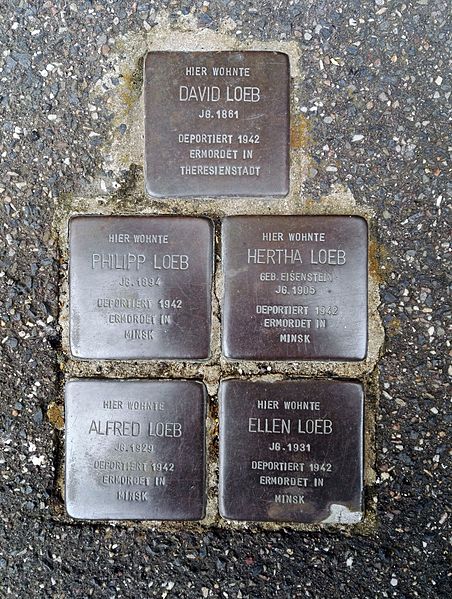 HIER WOHNTE
DAVID LOEB
JG. 1861
DEPORTIERT 1942
ERMORDET IN
THERESIENSTADT
HIER WOHNTE
PHILIPP LOEB
JG. 1894
DEPORTIERT 1942
ERMORDET IN
MINSK
HIER WOHNTE
HERTHA LOEB
GEB. EISENSTEIN
JG. 1905
DEPORTIERT 1942
ERMORDET IN
MINSK
HIER WOHNTE
ALFRED LOEB
JG. 1929
DEPORTIERT 1942
ERMORDET IN
MINSK
HIER WOHNTE
ELLEN LOEB
JG. 1931
DEPORTIERT 1942
ERMORDET IN
MINSK